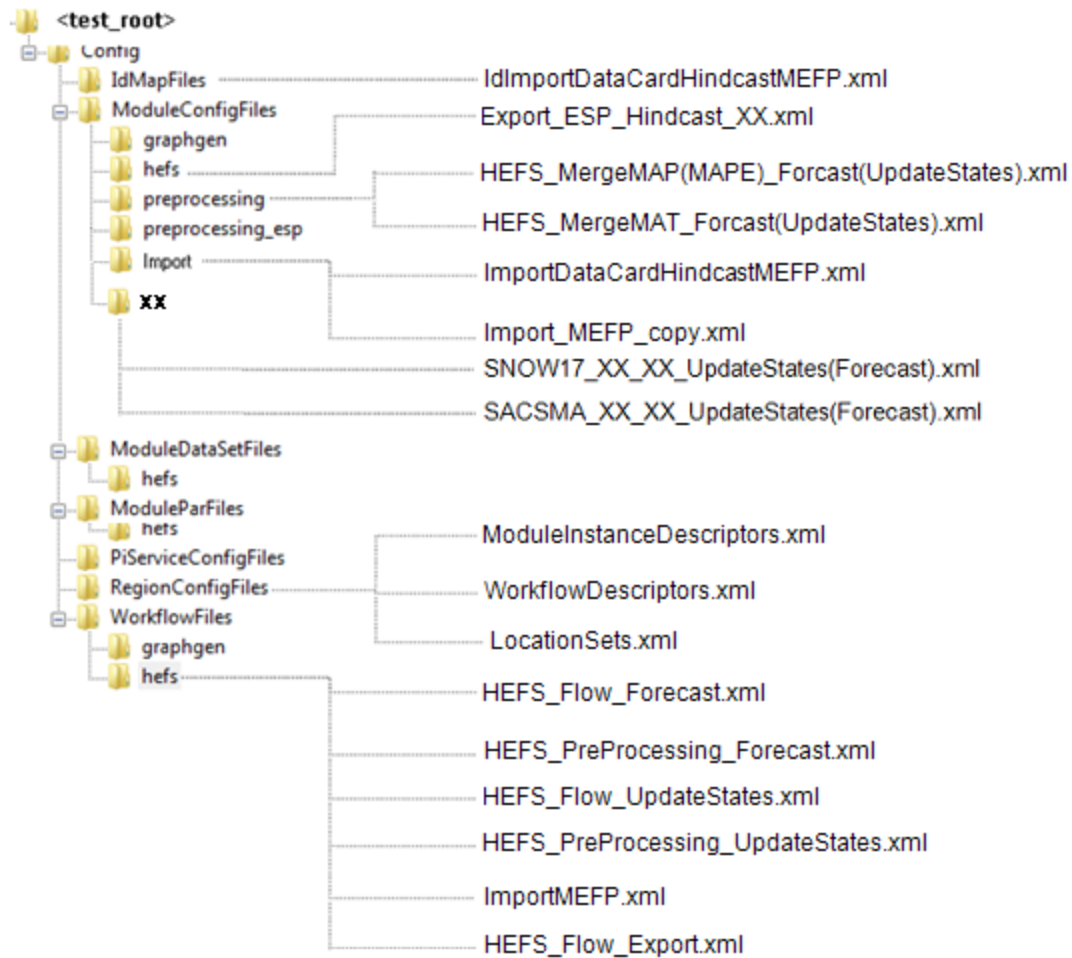 <test_root>
Config
IdMapFiles IdImportDataCardHindcastMEFP.xml
ModuleConfigFiles Export_ESP_Hindcast_XX.xml
graphgen
hefs HEFS_MergeMAP(MAPE)_Forcast(UpdateStates).xml
preprocessing
preprocessing_esp HEFS_MergeMAT_Forcast(UpdateStates).xml
Import ImportDataCardHindcastMEFP.xml
xx
Import_MEFP_copy.xml
SNOW17_XX_XX_UpdateStates(Forecast).xml
SACSMA_XX_XX_UpdateStates(Forecast).xml
ModuleDataSetFiles
hefs
ModuleParFiles
hefs ModuleInstanceDescriptors.xml
PiServiceConfigFiles
RegionConfigFiles WorkflowDescriptors.xml
WorkflowFiles
graphgen LocationSets.xml
hefs HEFS_Flow_Forecast.xml
HEFS_PreProcessing_Forecast.xml
HEFS_Flow_UpdateStates.xml
HEFS_PreProcessing_UpdateStates.xml
ImportMEFP.xml
HEFS_Flow_Export.xml